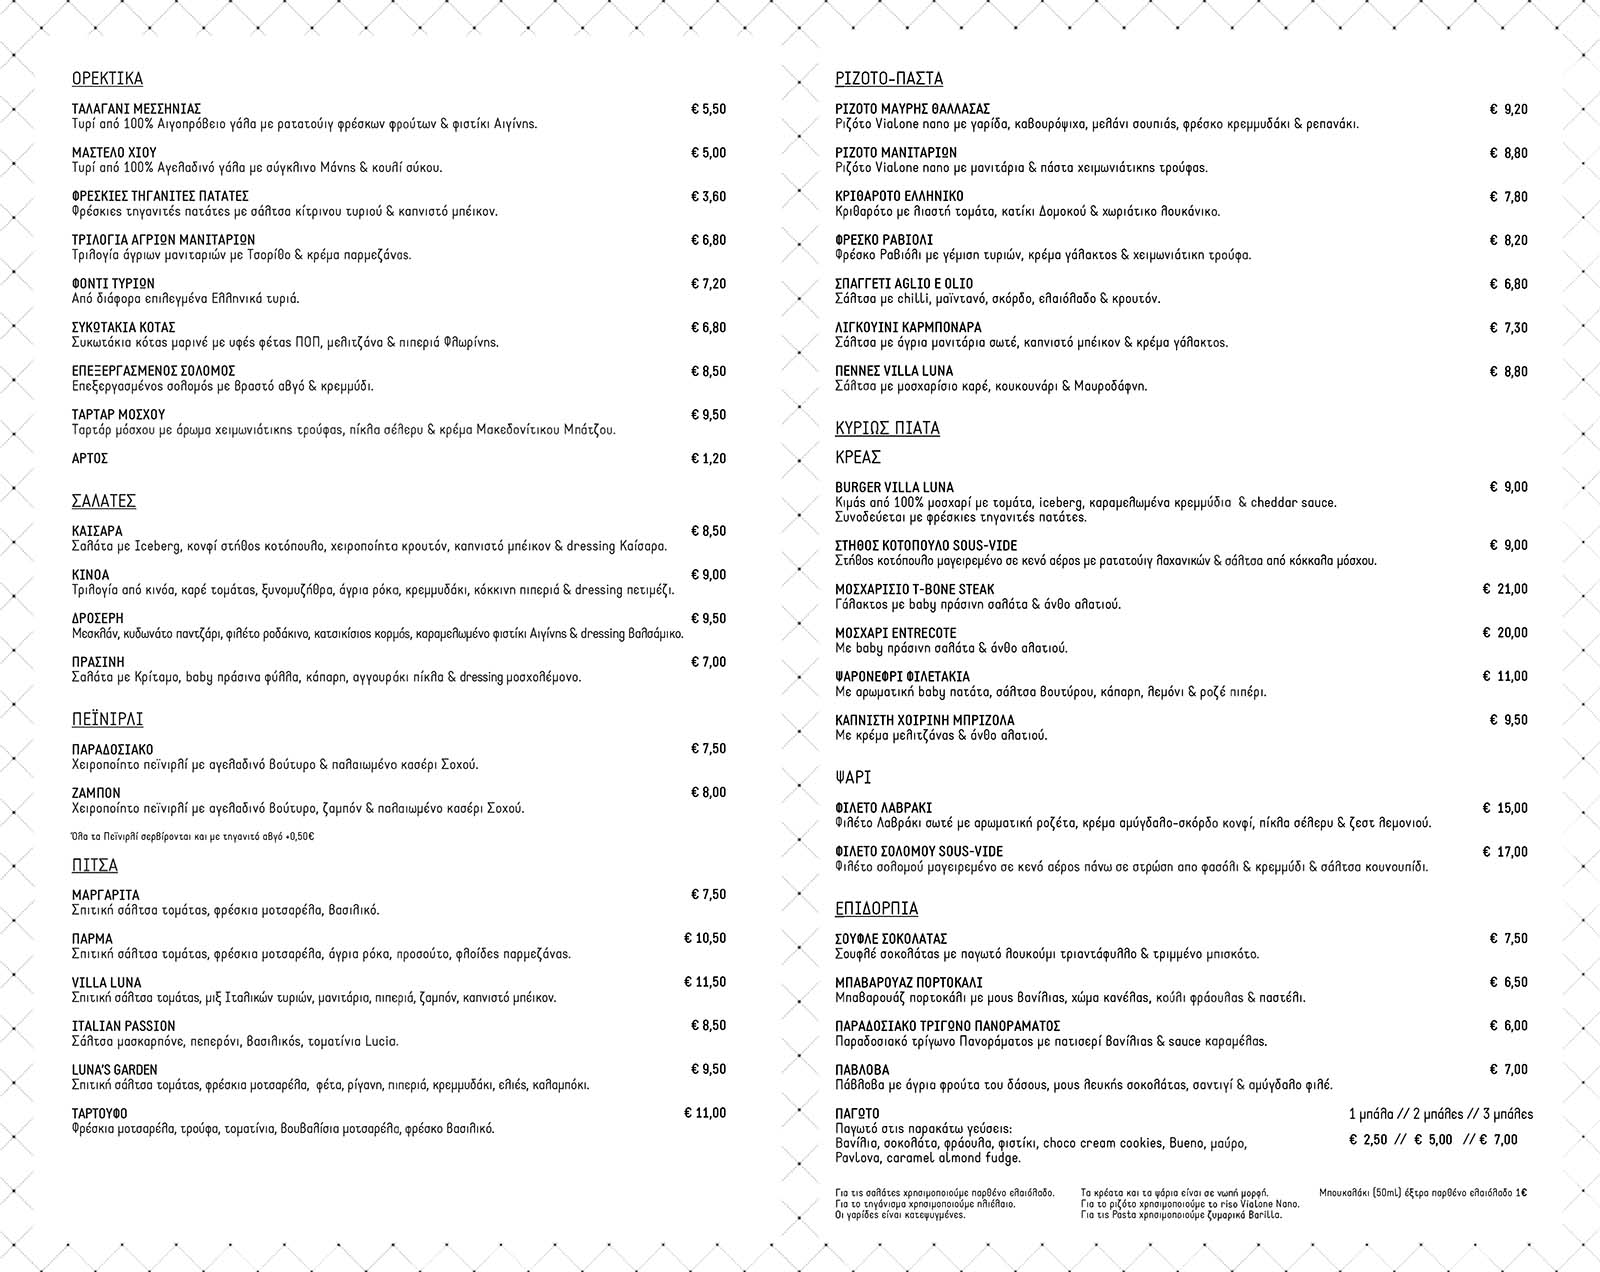 ΟΡΕΚΤΙΚΑ
ΤΑΛΑΓΑΝΙ ΜΕΣΣΗΝΙΑΣ € 5,50
Τυρί από 100% Αιγοπρόβειο γάλα με ρατατούιγ φρέσκων φρούτων & φιστίκι Αιγίνης.
ΜΑΣΤΕΛΟ ΧΙΟΥ € 5,00
Τυρί από 100% Αγελαδινό γάλα με σύγκλινο Μάνης & κουλί σύκου.
ΦΡΕΣΚΙΕΣ ΤΗΓΑΝΙΤΕΣ ΠΑΤΑΤΕΣ € 3,60
Φρέσκιες τηγανιτές πατάτες με σάλτσα κίτρινου τυριού & καπνιστό μπέικον.
ΤΡΙΛΟΓΙΑ ΑΓΡΙΩΝ ΜΑΝΙΤΑΡΙΩΝ € 6,80
Τριλογία άγριων μανιταριών με Τσορίθο & κρέμα παρμεζάνας.
ΦΟΝΤΙ ΤΥΡΙΩΝ € 7,20
Από διάφορα επιλεγμένα Ελληνικά τυριά.
ΣΥΚΩΤΑΚΙΑ ΚΟΤΑΣ € 6,80
Συκωτάκια κότας μαρινέ με υφές φέτας ΠΟΠ, μελιτζάνα & πιπεριά Φλωρίνης.
ΕΠΕΞΕΡΓΑΣΜΕΝΟΣ ΣΟΛΟΜΟΣ € 8,50
Επεξεργασμένος σολομός με βραστό αβγό & κρεμμύδι.
ΤΑΡΤΑΡ ΜΟΣΧΟΥ € 9,50
Ταρτάρ μόσχου με άρωμα χειμωνιάτικης τρούφας, πίκλα σέλερυ & κρέμα Μακεδονίτικου Μπάτζου.
ΑΡΤΟΣ € 1,20
ΣΑΛΑΤΕΣ
ΚΑΙΣΑΡΑ € 8,50
Σαλάτα με Iceberg, κονφί στήθος κοτόπουλο, χειροποίητα κρουτόν, καπνιστό μπέικον & dressing Καίσαρα.
ΚΙΝΟΑ € 9,00
Τριλογία από κινόα, καρέ τομάτας, ξυνομυζήθρα, άγρια ρόκα, κρεμμυδάκι, κόκκινη πιπεριά & dressing πετιμέζι.
ΔΡΟΣΕΡΗ € 9,50
Μεσκλάν, κυδωνάτο παντζάρι, φιλέτο ροδάκινο, κατσικίσιος κορμός, καραμελωμένο φιστίκι Αιγίνης & dressing Βαλσάμικο.
ΠΡΑΣΙΝΗ € 7,00
Σαλάτα με Κρίταμο, baby πράσινα φύλλα, κάπαρη, αγγουράκι πίκλα & dressing μοσχολέμονο.
ΠΕΪΝΙΡΛΙ
ΠΑΡΑΔΟΣΙΑΚΟ € 7,50
Χειροποίητο πεϊνιρλί με αγελαδινό βούτυρο & παλαιωμένο κασέρι Σοχού.
ΖΑΜΠΟΝ € 8,00
Χειροποίητο πεϊνιρλί με αγελαδινό βούτυρο, ζαμπόν & παλαιωμένο κασέρι Σοχού.
Όλα τα Πεϊνιρλί σερβίρονται και με τηγανιτό αβγό +0,50€
ΠΙΤΣΑ
ΜΑΡΓΑΡΙΤΑ € 7,50
Σπιτική σάλτσα τομάτας, φρέσκια μοτσαρέλα, βασιλικό.
ΠΑΡΜΑ € 10,50
Σπιτική σάλτσα τομάτας, φρέσκια μοτσαρέλα, άγρια ρόκα, προσούτο, φλοίδες παρμεζάνας.
VILLA LUNA € 11,50
Σπιτική σάλτσα τομάτας, μιξ Ιταλικών τυριών, μανιτάρια, πιπεριά, ζαμπόν, καπνιστό μπέικον.
ITALIAN PASSION € 8,50
Σάλτσα μασκαρπόνε, πεπερόνι, βασιλικός, τοματίνια Lucia.
LUNA'S GARDEN € 9,50
Σπιτική σάλτσα τομάτας, φρέσκια μοτσαρέλα, φέτα, ρίγανη, πιπεριά, κρεμμυδάκι, ελιές, καλαμπόκι.
ΤΑΡΤΟΥΦΟ € 11,00
Φρέσκια μοτσαρέλα, τρούφα, τοματίνια, βουβαλίσια μοτσαρέλα, φρέσκο βασιλικό.
ΡΙΖΟΤΟ-ΠΑΣΤΑ
ΡΙΖΟΤΟ ΜΑΥΡΗΣ ΘΑΛΛΑΣΑΣ € 9,20
Ριζότο Vialone nano με γαρίδα, καβουρόψιχα, μελάνι σουπιάς, φρέσκο κρεμμυδάκι & ρεπανάκι.
ΡΙΖΟΤΟ ΜΑΝΙΤΑΡΙΩΝ € 8,80
Ριζότο Vialone nano με μανιτάρια & πάστα χειμωνιάτικης τρούφας.
ΚΡΙΘΑΡΟΤΟ ΕΛΛΗΝΙΚΟ € 7,80
Κριθαρότο με λιαστή τομάτα, κατίκι Δομοκού & χωριάτικο λουκάνικο.
ΦΡΕΣΚΟ ΡΑΒΙΟΛΙ € 8,20
Φρέσκο Ραβιόλι με γέμιση τυριών, κρέμα γάλακτος & χειμωνιάτικη τρούφα.
ΣΠΑΓΓΕΤΙ AGLIO E OLIO € 6,80
Σάλτσα με chilli, μαϊντανό, σκόρδο, ελαιόλαδο & κρουτόν.
ΛΙΓΚΟΥΙΝΙ ΚΑΡΜΠΟΝΑΡΑ € 7,30
Σάλτσα με άγρια μανιτάρια σωτέ, καπνιστό μπέικον & κρέμα γάλακτος.
ΠΕΝΝΕΣ VILLA LUNA € 8,80
Σάλτσα με μοσχαρίσιο καρέ, κουκουνάρι & Μαυροδάφνη.
ΚΥΡΙΩΣ ΠΙΑΤΑ
ΚΡΕΑΣ
BURGER VILLA LUNA € 9,00
Κιμάς από 100% μοσχαρί με τομάτα, iceberg, καραμελωμένα κρεμμύδια & cheddar sauce.
Συνοδεύεται με φρέσκιες τηγανιτές πατάτες.
ΣΤΗΘΟΣ ΚΟΤΟΠΟΥΛΟ SOUS-VIDE € 9,00
Στήθος κοτόπουλο μαγειρεμένο σε κενό αέρος με ρατατούιγ λαχανικών & σάλτσα από κόκκαλα μόσχου.
ΜΟΣΧΑΡΙΣΙΟ T-BONE STEAK € 21,00
Γάλακτος με baby πράσινη σαλάτα & άνθο αλατιού.
ΜΟΣΧΑΡΙ ENTRECOTE € 20,00
Με baby πράσινη σαλάτα & άνθο αλατιού.
ΨΑΡΟΝΕΦΡΙ ΦΙΛΕΤΑΚΙΑ € 11,00
Με αρωματική baby πατάτα, σάλτσα βουτύρου, κάπαρη, λεμόνι & ροζέ πιπέρι.
ΚΑΠΝΙΣΤΗ ΧΟΙΡΙΝΗ ΜΠΡΙΖΟΛΑ € 9,50
Με κρέμα μελιτζάνας & άνθο αλατιού.
ΨΑΡΙ
ΦΙΛΕΤΟ ΛΑΒΡΑΚΙ € 15,00
Φιλέτο Λαβράκι σωτέ με αρωματική ροζέτα, κρέμα αμύγδαλο-σκόρδο κονφί, πίκλα σέλερυ & ζεστ λεμονιού.
ΦΙΛΕΤΟ ΣΟΛΟΜΟΥ SOUS-VIDE € 17,00
Φιλέτο σολομού μαγειρεμένο σε κενό αέρος πάνω σε στρώση απο φασόλι & κρεμμύδι & σάλτσα κουνουπίδι.
ΕΠΙΔΟΡΠΙΑ
ΣΟΥΦΛΕ ΣΟΚΟΛΑΤΑΣ € 7,50
Σουφλέ σοκολάτας με παγωτό λουκούμι τριαντάφυλλο & τριμμένο μπισκότο.
ΜΠΑΒΑΡΟΥΑΖ ΠΟΡΤΟΚΑΛΙ € 6,50
Μπαβαρουάζ πορτοκάλι με μους βανίλιας, χώμα κανέλας, κούλι φράουλας & παστέλι.
ΠΑΡΑΔΟΣΙΑΚΟ ΤΡΙΓΩΝΟ ΠΑΝΟΡΑΜΑΤΟΣ € 6,00
Παραδοσιακό τρίγωνο Πανοράματος με πατισερί Βανίλιας & sauce καραμέλας.
ΠΑΒΛΟΒΑ € 7,00
Πάβλοβα με άγρια φρούτα του δάσους, μους λευκής σοκολάτας, σαντιγί & αμύγδαλο φιλέ.
ΠΑΓΩΤΟ 1 μπάλα // 2 μπάλες // 3 μπάλες
Παγωτό στις παρακάτω γεύσεις:
€ 2,50 // € 5,00 // € 7,00
Βανίλια, σοκολάτα, φράουλα, φιστίκι, choco cream cookies, Bueno, μαύρο,
Pavlova, caramel almond fudge.
Για τις σαλάτες χρησιμοποιούμε παρθένο ελαιόλαδο.
Για το τηγάνισμα χρησιμοποιούμε ηλιέλαιο.
Οι γαρίδες είναι κατεψυγμένες.
Τα κρέατα και τα ψάρια είναι σε νωπή μορφή.
Για το ριζότο χρησιμοποιούμε το riso Vialone Nano.
Για τις Pasta χρησιμοποιούμε ζυμαρικά Barilla.
Μπουκαλάκι (50ml) έξτρα παρθένο ελαιόλαδο 1€